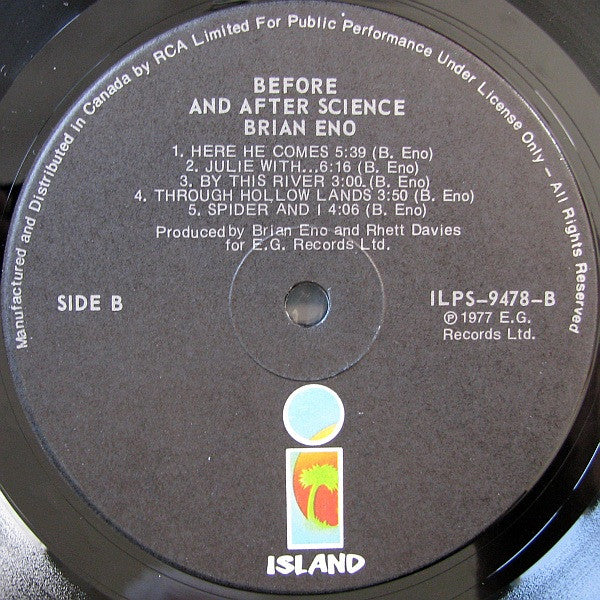 Manufactured and Distributed in Canada by RCA Limited For Public Performance Under License Only – All Rights Reserved
BEFORE
AND AFTER SCIENCE
BRIAN ENO
1. HERE HE COMES 5:39 (B. Eno)
2. JULIE WITH...6:16 (B. Eno)
3. BY THIS RIVER 3:00 (B. Eno)
4. THROUGH HOLLOW LANDS 3:50 (B. Eno)
5. SPIDER AND I 4:06 (B. Eno)
Produced by Brian Eno and Rhett Davies
for E.G. Records Ltd.
SIDE B
ILPS-9478-B
℗ 1977 E.G.
Records Ltd.
ISLAND